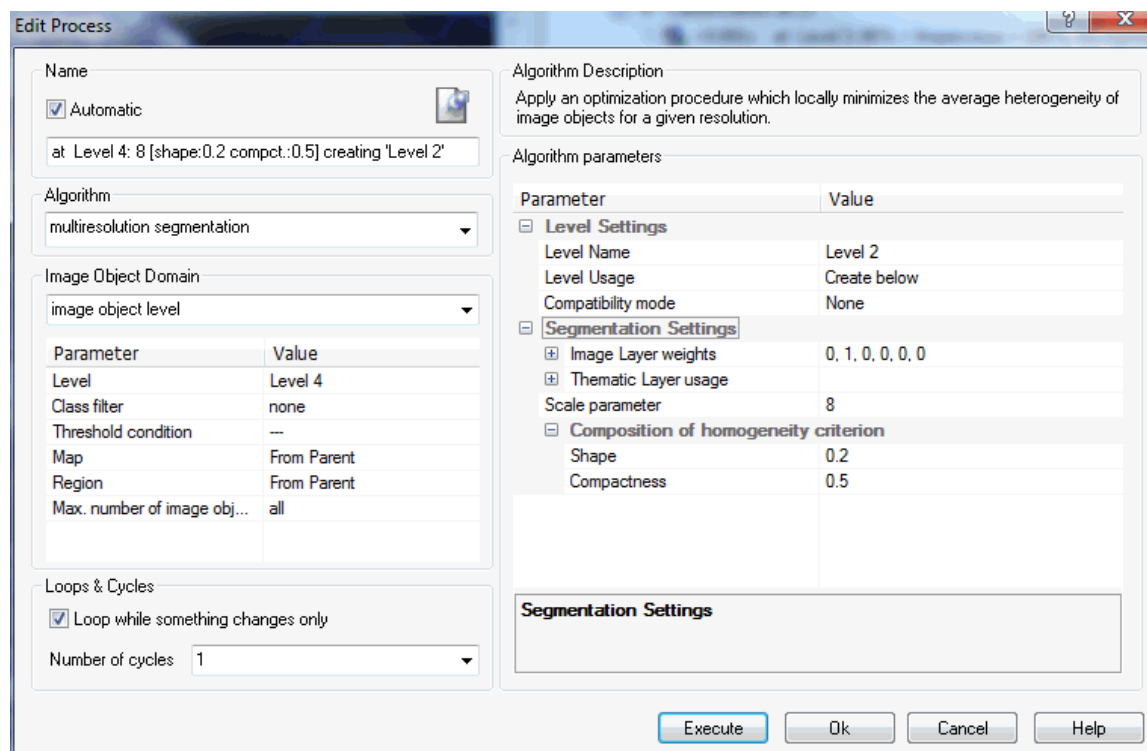 Edit Process
Name
Automatic
at Level 4: 8 [shape:0.2 compct.:0.5] creating 'Level 2'
Algorithm
multiresolution segmentation
Image Object Domain
image object level
Parameter Value
Level Level 4
Class filter none
Threshold condition ---
Map From Parent
Region From Parent
Max. number of image obj... all
Loops & Cycles
Loop while something changes only
Number of cycles 1
Algorithm Description
Apply an optimization procedure which locally minimizes the average heterogeneity of
image objects for a given resolution.
Algorithm parameters
Parameter Value
Level Settings
Level Name Level 2
Level Usage Create below
Compatibility mode None
Segmentation Settings
Image Layer weights 0, 1, 0, 0, 0, 0
Thematic Layer usage
Scale parameter 8
Composition of homogeneity criterion
Shape 0.2
Compactness 0.5
Segmentation Settings
Execute Ok Cancel Help